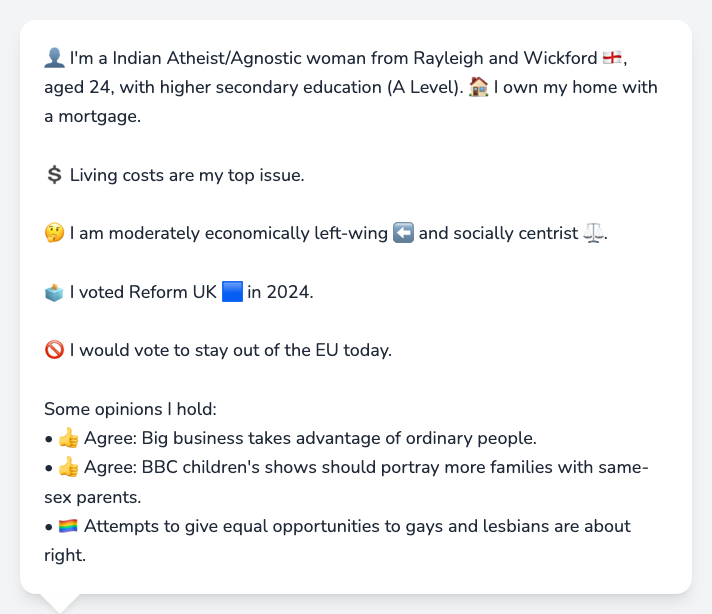 👤 I'm a Indian Atheist/Agnostic woman from Rayleigh and Wickford 🏴󠁧󠁢󠁥󠁮󠁧󠁿,
aged 24, with higher secondary education (A Level). 🏠 I own my home with
a mortgage.
💲 Living costs are my top issue.
🤔 I am moderately economically left-wing ⬅️ and socially centrist ⚖️.
🗳️ I voted Reform UK 🟦 in 2024.
🚫 I would vote to stay out of the EU today.
Some opinions I hold:
• 👍 Agree: Big business takes advantage of ordinary people.
• 👍 Agree: BBC children's shows should portray more families with same-
sex parents.
• 🏳️‍🌈 Attempts to give equal opportunities to gays and lesbians are about
right.